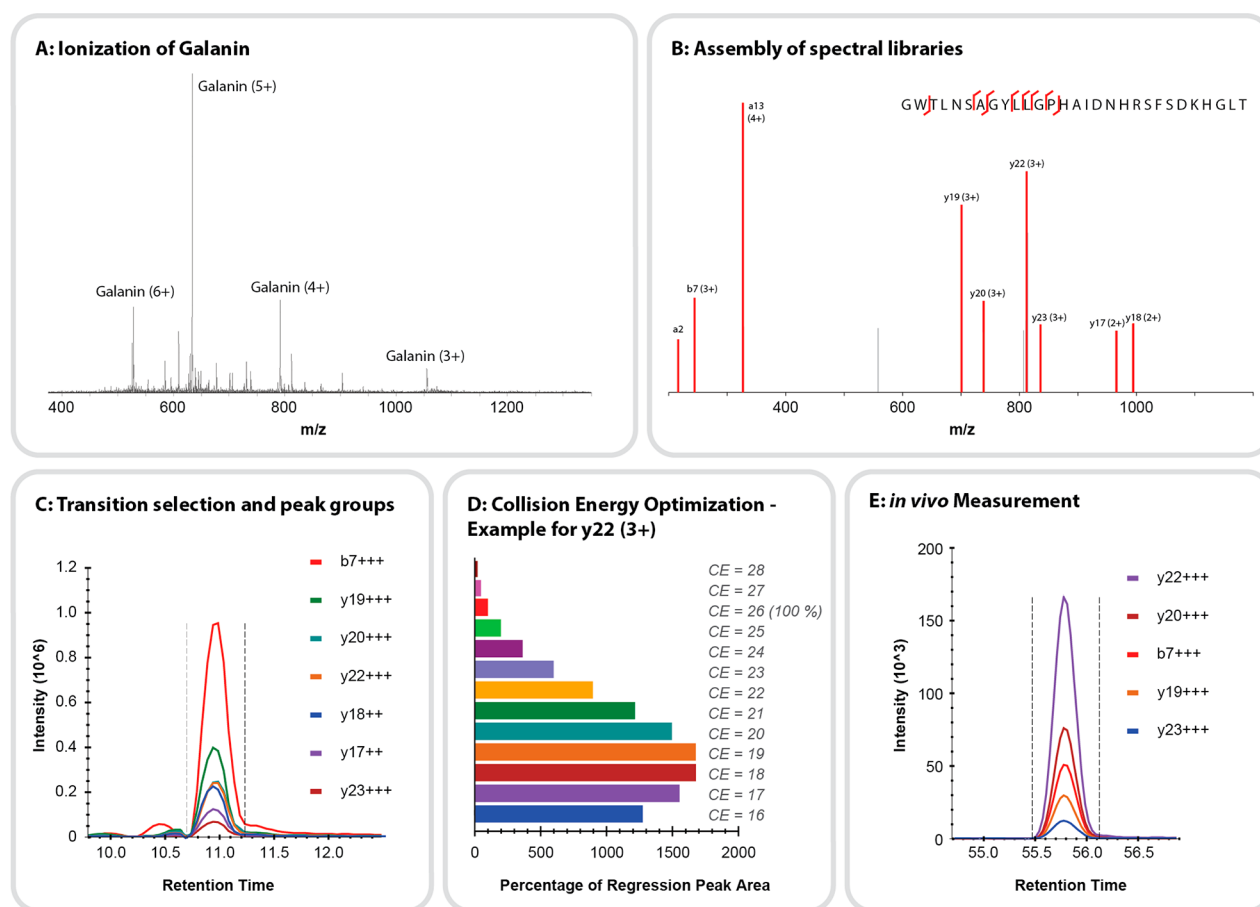 A: Ionization of Galanin
Galanin (5+)
Galanin (6+)
Galanin (4+)
Galanin (3+)
400 600 800 1000 1200
m/z
B: Assembly of spectral libraries
a13
(4+)
GWTLNSAGYLLGPHAIDNHRSFSDKHGLT
y22 (3+)
y19 (3+)
b7 (3+)
y20 (3+)
a2
y23 (3+)
y17 (2+)
y18 (2+)
400 600 800 1000
m/z
C: Transition selection and peak groups
b7+++
y19+++
y20+++
y22+++
y18++
y17++
y23+++
Intensity (10^6)
1.2
1.0
0.8
0.6
0.4
0.2
0
10.0 10.5 11.0 11.5 12.0
Retention Time
D: Collision Energy Optimization -
Example for y22 (3+)
CE = 28
CE = 27
CE = 26 (100 %)
CE = 25
CE = 24
CE = 23
CE = 22
CE = 21
CE = 20
CE = 19
CE = 18
CE = 17
CE = 16
0 500 1000 1500 2000
Percentage of Regression Peak Area
E: in vivo Measurement
y22+++
y20+++
b7+++
y19+++
y23+++
Intensity (10^3)
200
150
100
50
0
55.0 55.5 56.0 56.5
Retention Time